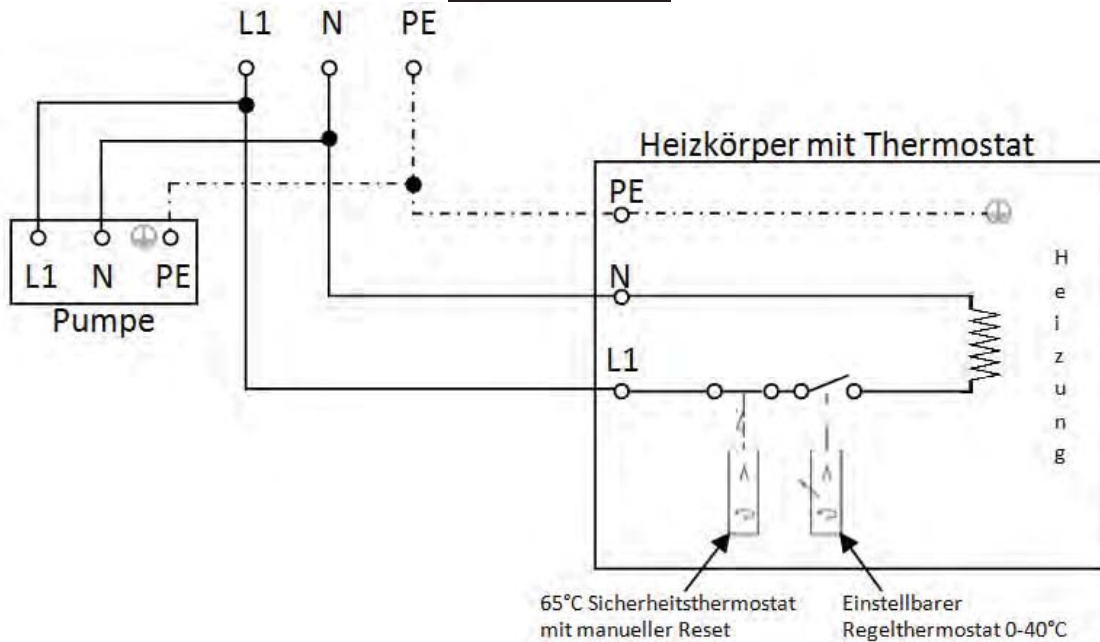 L1 N PE
Heizkörper mit Thermostat
PE
N
L1
L1 N PE
Pumpe
Heizung
65°C Sicherheitsthermostat
mit manueller Reset
Einstellbarer
Regelthermostat 0-40°C